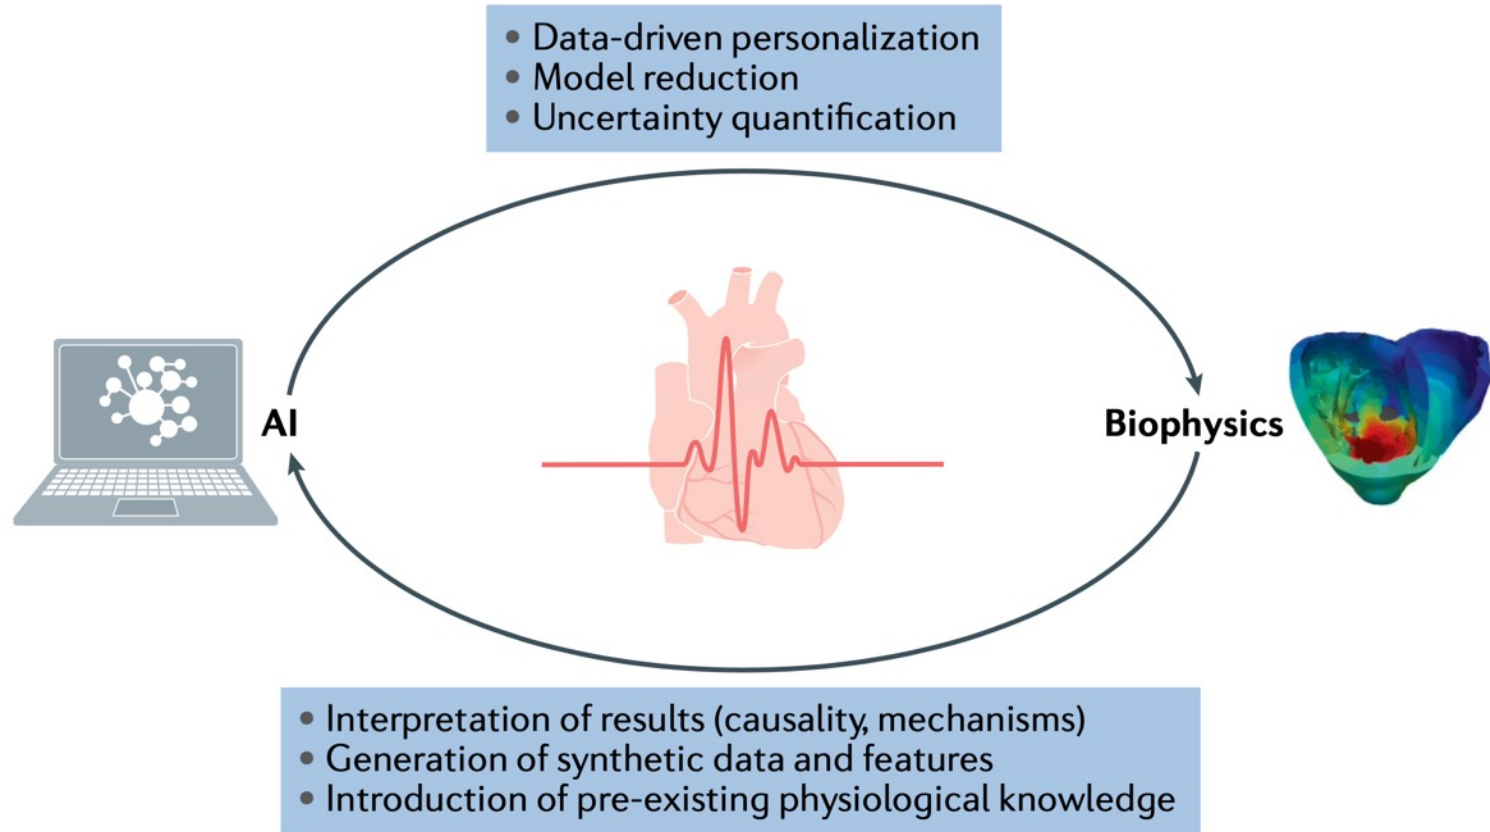 • Data-driven personalization
• Model reduction
• Uncertainty quantification
AI
Biophysics
• Interpretation of results (causality, mechanisms)
• Generation of synthetic data and features
• Introduction of pre-existing physiological knowledge